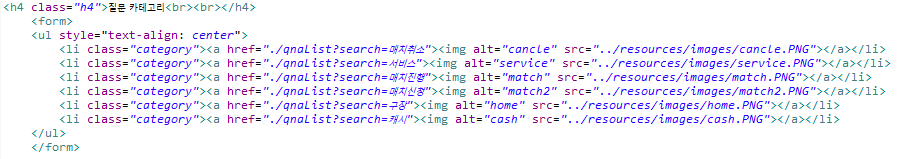 <h4 class="h4">질문 카테고리<br><br></h4>
<form>
<ul style="text-align: center">
<li class="category"><a href="./qnaList?search=매치취소"><img alt="cancle" src="../resources/images/cancle.PNG"></a></li>
<li class="category"><a href="./qnaList?search=서비스"><img alt="service" src="../resources/images/service.PNG"></a></li>
<li class="category"><a href="./qnaList?search=매치진행"><img alt="match" src="../resources/images/match.PNG"></a></li>
<li class="category"><a href="./qnaList?search=매치신청"><img alt="match2" src="../resources/images/match2.PNG"></a></li>
<li class="category"><a href="./qnaList?search=구장"><img alt="home" src="../resources/images/home.PNG"></a></li>
<li class="category"><a href="./qnaList?search=캐시"><img alt="cash" src="../resources/images/cash.PNG"></a></li>
</ul>
</form>